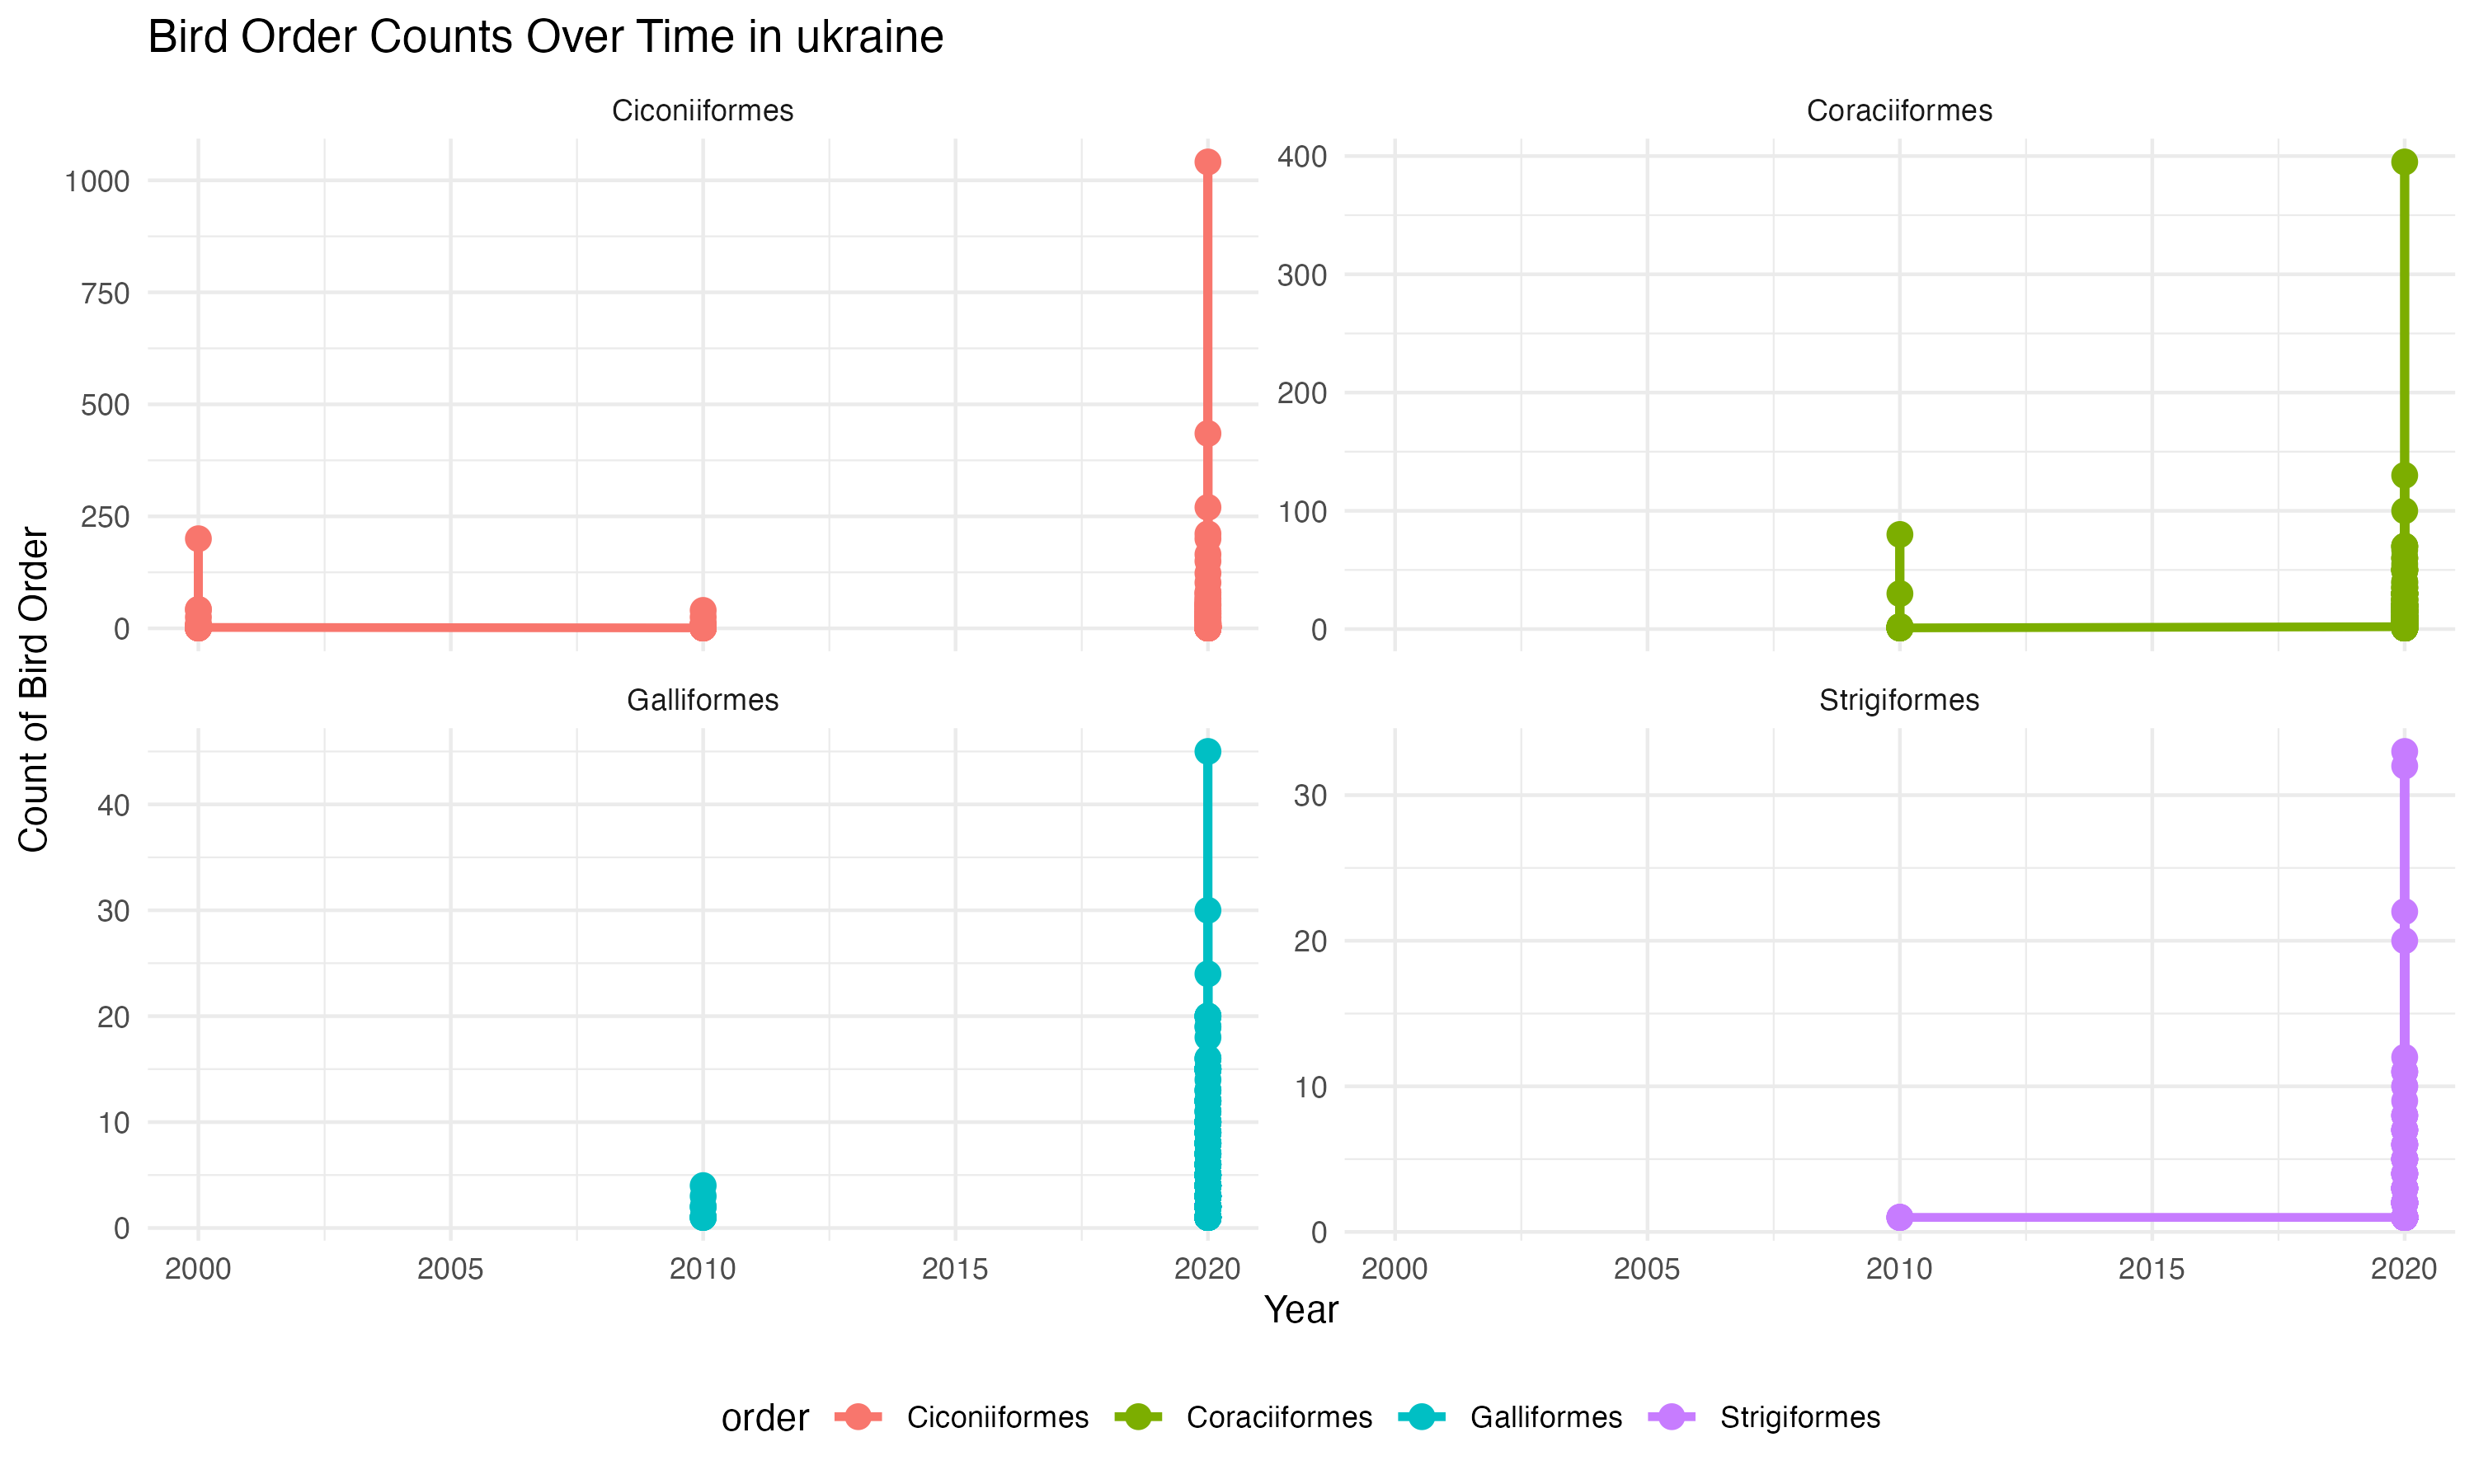 Bird Order Counts Over Time in ukraine
Ciconiiformes
Coraciiformes
1000
750
500
250
0
400
300
200
100
0
Galliformes
Strigiformes
40
30
20
10
0
30
20
10
0
2000 2005 2010 2015 2020
2000 2005 2010 2015 2020
Count of Bird Order
Year
order Ciconiiformes Coraciiformes Galliformes Strigiformes